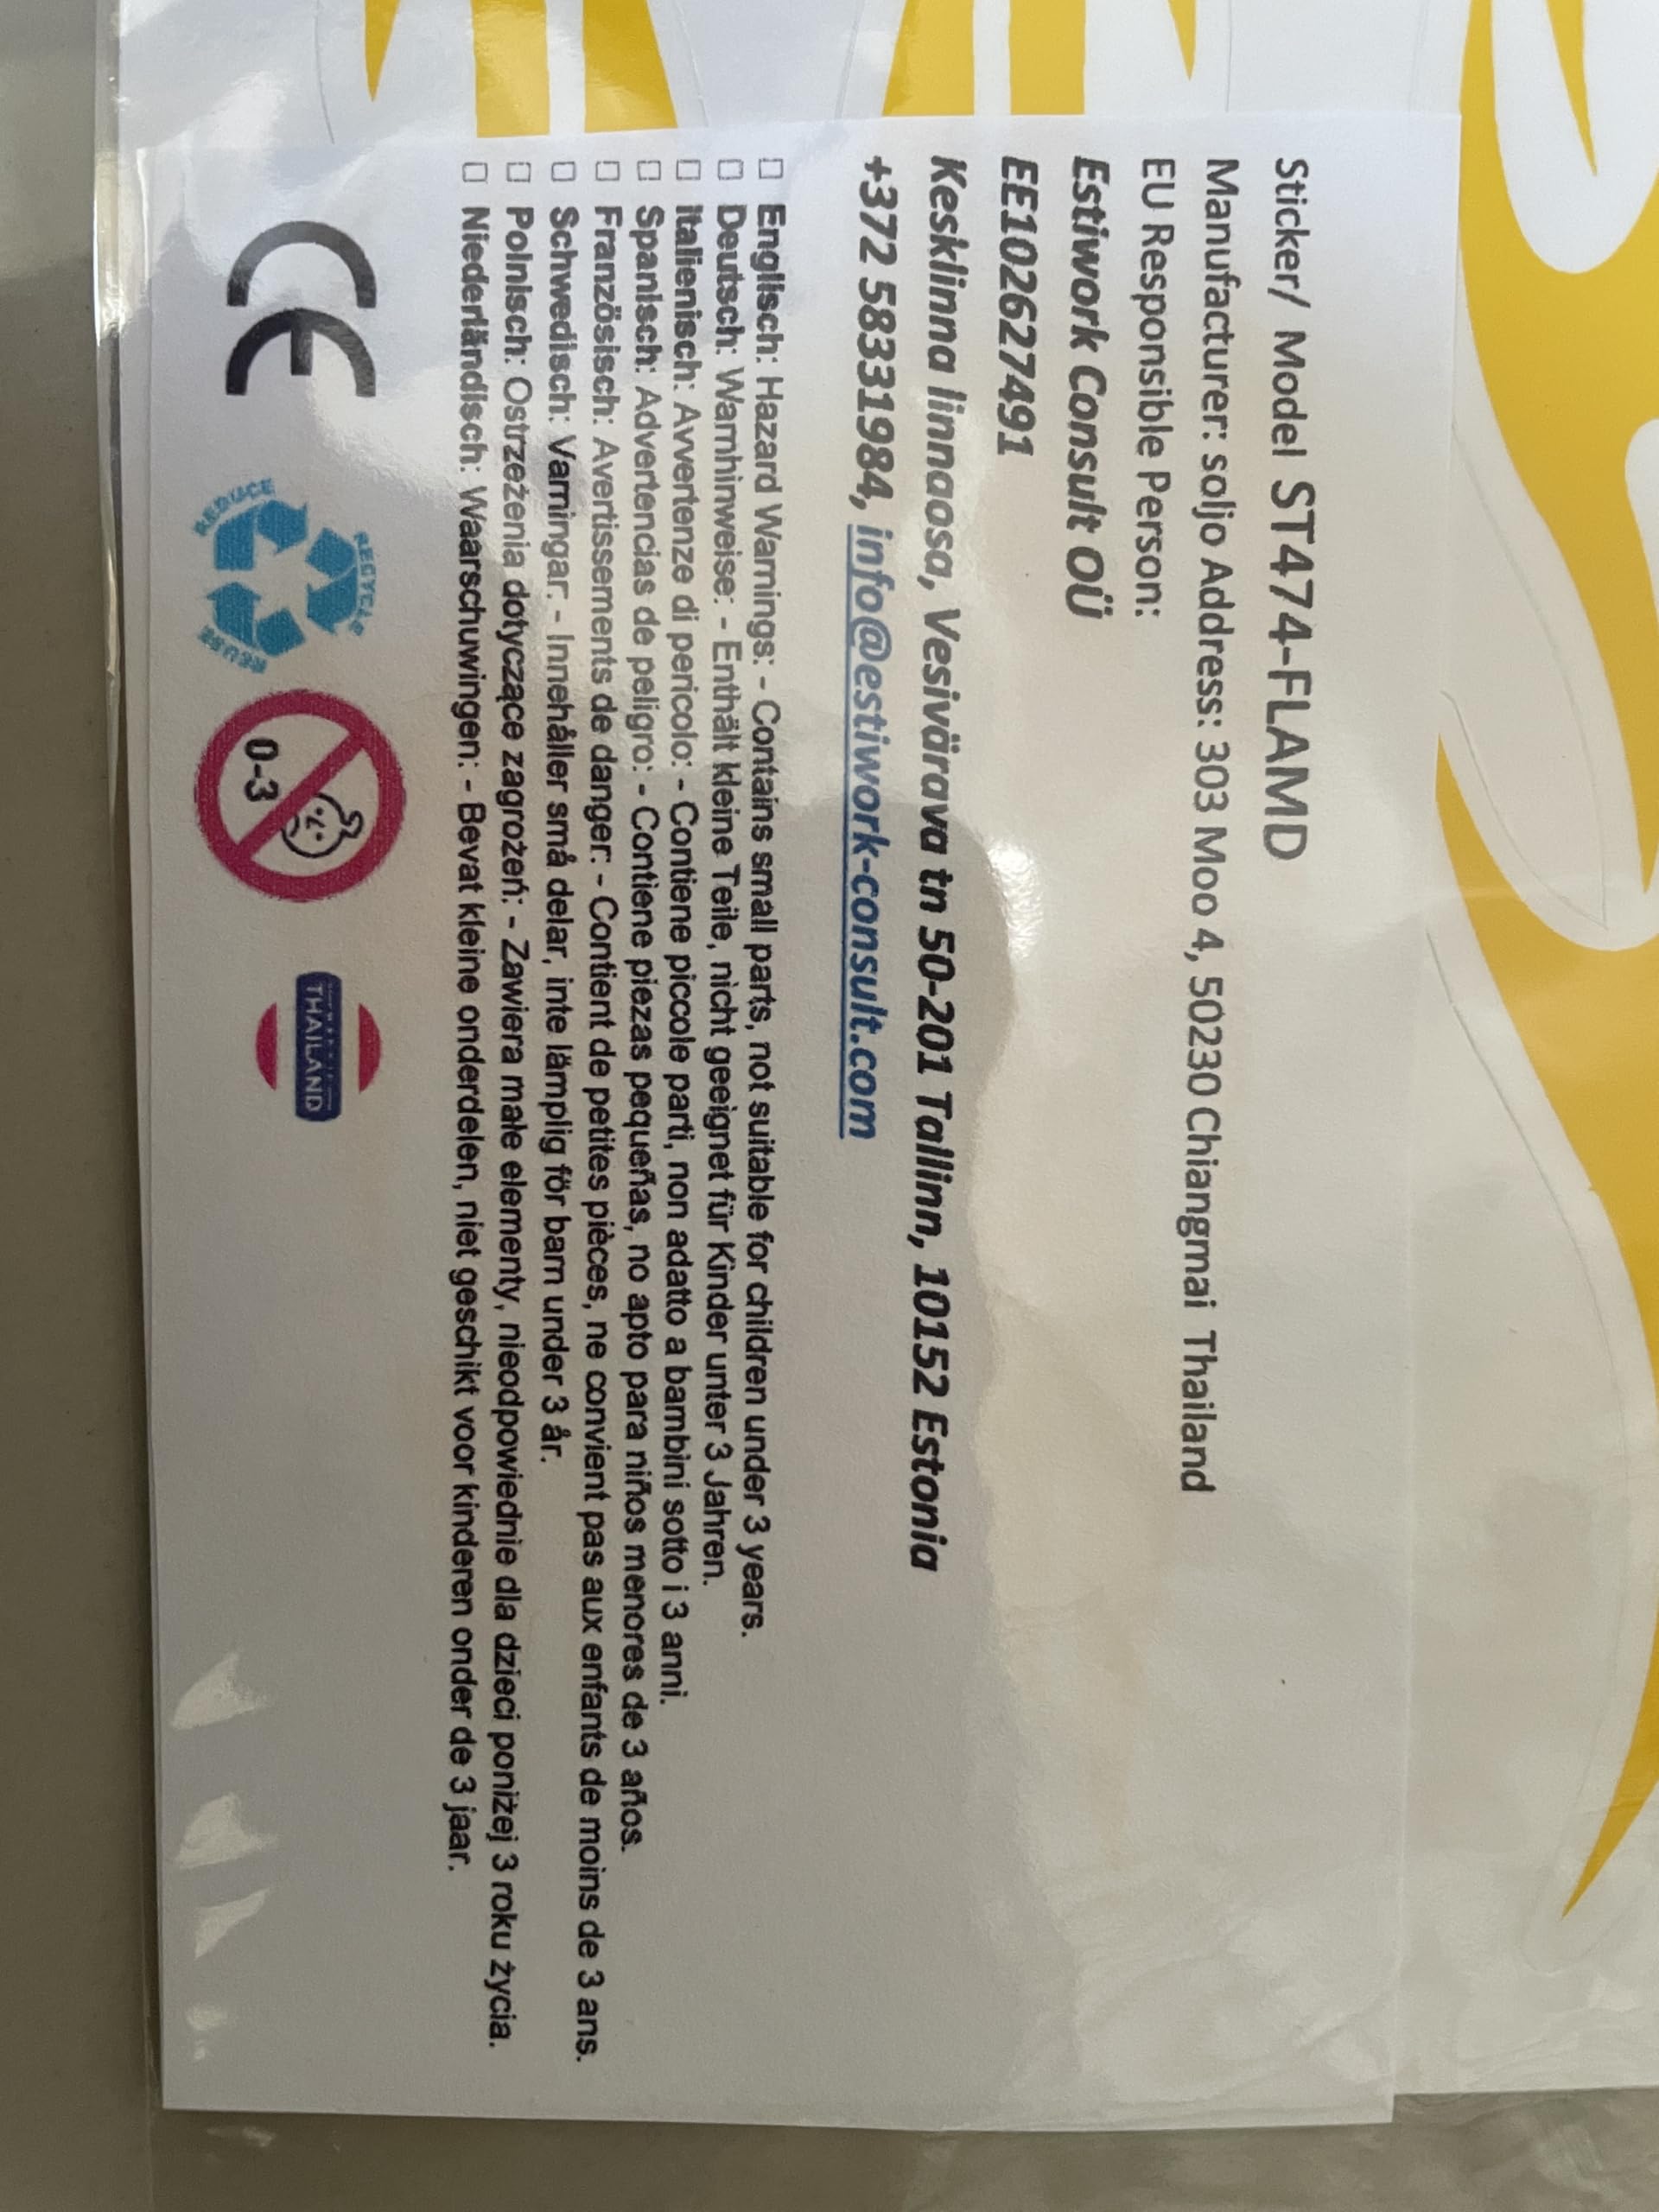 Sticker/ Model ST474-FLAMD
Manufacturer: soljo Address: 303 Moo 4, 50230 Chiangmai Thailand
EU Responsible Person:
Estiwork Consult OÜ
EE102627491
Kesklinna linnaosa, Vesivärava tn 50-201 Tallinn, 10152 Estonia
+372 58331984, info@estiwork-consult.com
Englisch: Hazard Warnings: - Contains small parts, not suitable for children under 3 years.
Deutsch: Warnhinweise: - Enthält kleine Teile, nicht geeignet für Kinder unter 3 Jahren.
Italienisch: Avvertenze di pericolo: - Contiene piccole parti, non adatto a bambini sotto i 3 anni.
Spanisch: Advertencias de peligro: - Contiene piezas pequeñas, no apto para niños menores de 3 años.
Französisch: Avertissements de danger: - Contient de petites pièces, ne convient pas aux enfants de moins de 3 ans.
Schwedisch: Varningar: - Innehåller små delar, inte lämplig för barn under 3 år.
Polnisch: Ostrzeżenia dotyczące zagrożeń: - Zawiera małe elementy, nieodpowiednie dla dzieci poniżej 3 roku życia.
Niederländisch: Waarschuwingen: - Bevat kleine onderdelen, niet geschikt voor kinderen onder de 3 jaar.
CE
REDUCE
RECYCLE
REUSE
0-3
THAILAND